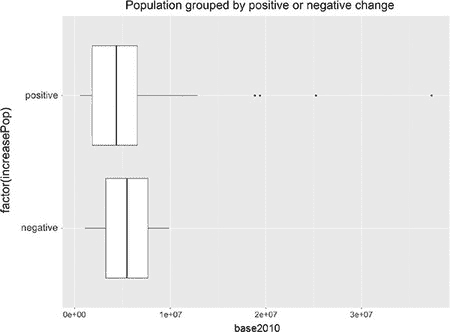 Population grouped by positive or negative change
factor(increasePop)
positive
negative
0e+00 1e+07 2e+07 3e+07
base2010